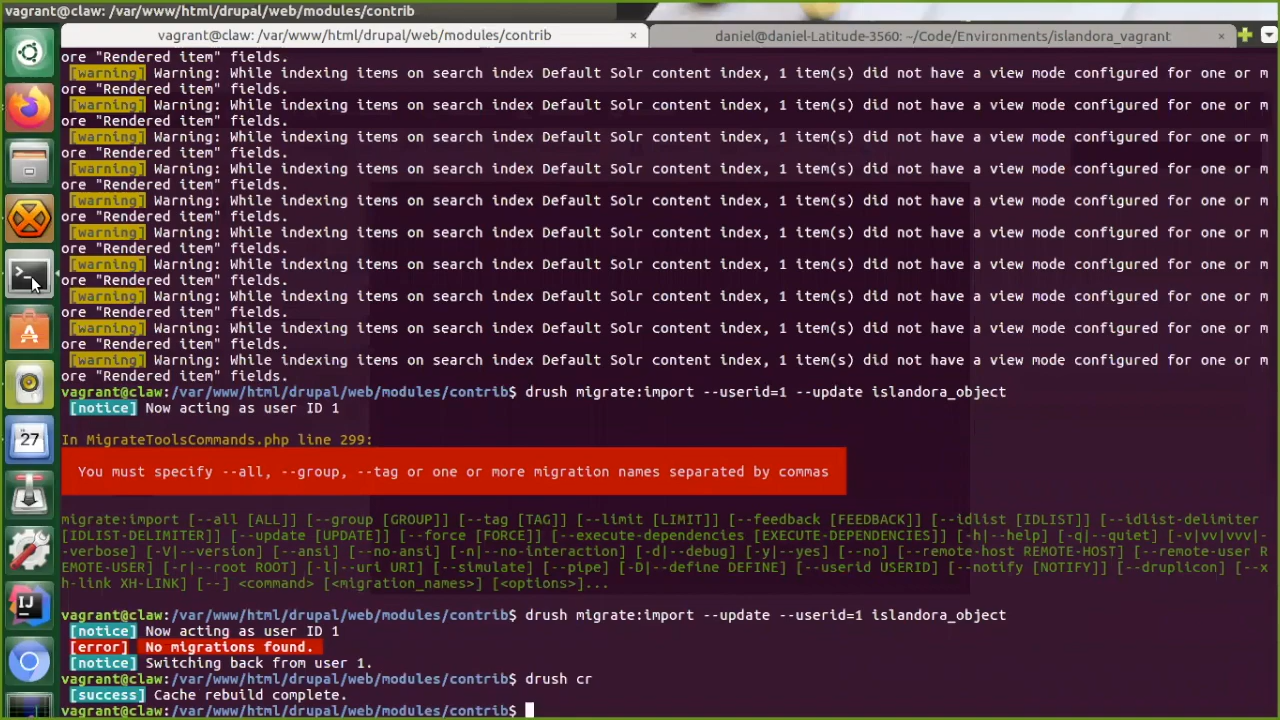 vagrant@claw: /var/www/html/drupal/web/modules/contrib
vagrant@claw: /var/www/html/drupal/web/modules/contrib × daniel@daniel-Latitude-3560: ~/Code/Environments/islandora_vagrant ×
ore "Rendered item" fields.
[warning] Warning: While indexing items on search index Default Solr content index, 1 item(s) did not have a view mode configured for one or m
ore "Rendered item" fields.
[warning] Warning: While indexing items on search index Default Solr content index, 1 item(s) did not have a view mode configured for one or m
ore "Rendered item" fields.
[warning] Warning: While indexing items on search index Default Solr content index, 1 item(s) did not have a view mode configured for one or m
ore "Rendered item" fields.
[warning] Warning: While indexing items on search index Default Solr content index, 1 item(s) did not have a view mode configured for one or m
ore "Rendered item" fields.
[warning] Warning: While indexing items on search index Default Solr content index, 1 item(s) did not have a view mode configured for one or m
ore "Rendered item" fields.
[warning] Warning: While indexing items on search index Default Solr content index, 1 item(s) did not have a view mode configured for one or m
ore "Rendered item" fields.
[warning] Warning: While indexing items on search index Default Solr content index, 1 item(s) did not have a view mode configured for one or m
ore "Rendered item" fields.
[warning] Warning: While indexing items on search index Default Solr content index, 1 item(s) did not have a view mode configured for one or m
ore "Rendered item" fields.
[warning] Warning: While indexing items on search index Default Solr content index, 1 item(s) did not have a view mode configured for one or m
ore "Rendered item" fields.
[warning] Warning: While indexing items on search index Default Solr content index, 1 item(s) did not have a view mode configured for one or m
ore "Rendered item" fields.
vagrant@claw:/var/www/html/drupal/web/modules/contrib$ drush migrate:import --userid=1 --update islandora_object
[notice] Now acting as user ID 1
In MigrateToolsCommands.php line 299:
You must specify --all, --group, --tag or one or more migration names separated by commas
migrate:import [--all [ALL]] [--group [GROUP]] [--tag [TAG]] [--limit [LIMIT]] [--feedback [FEEDBACK]] [--idlist [IDLIST]] [--idlist-delimiter
[IDLIST-DELIMITER]] [--update [UPDATE]] [--force [FORCE]] [--execute-dependencies [EXECUTE-DEPENDENCIES]] [-h|--help] [-q|--quiet] [-v|vv|vvv|-
-verbose] [-V|--version] [--ansi] [--no-ansi] [-n|--no-interaction] [-d|--debug] [-y|--yes] [--no] [--remote-host REMOTE-HOST] [--remote-user R
EMOTE-USER] [-r|--root ROOT] [-l|--uri URI] [--simulate] [--pipe] [-D|--define DEFINE] [--userid USERID] [--notify [NOTIFY]] [--druplicon] [--x
h-link XH-LINK] [--] <command> [<migration_names>] [<options>]...
vagrant@claw:/var/www/html/drupal/web/modules/contrib$ drush migrate:import --update --userid=1 islandora_object
[notice] Now acting as user ID 1
[error] No migrations found.
[notice] Switching back from user 1.
vagrant@claw:/var/www/html/drupal/web/modules/contrib$ drush cr
[success] Cache rebuild complete.
vagrant@claw:/var/www/html/drupal/web/modules/contrib$
27
IJ